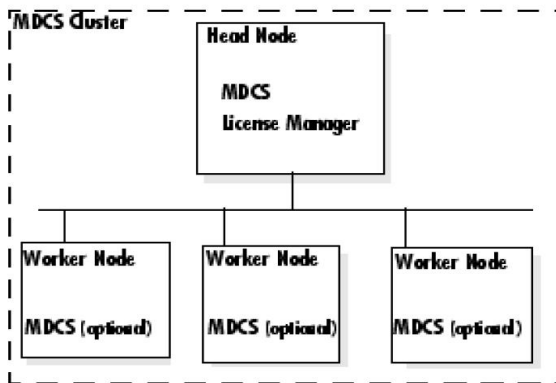 MDCS Cluster
Head Node
MDCS
License Manager
Worker Node
MDCS (optional)
Worker Node
MDCS (optional)
Worker Node
MDCS (optional)